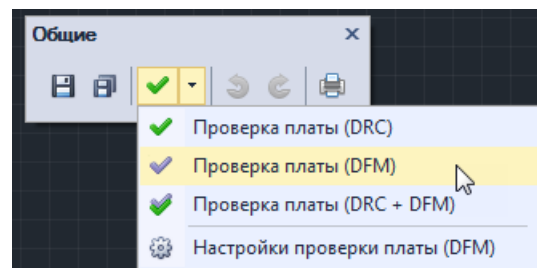 Общие
Проверка платы (DRC)
Проверка платы (DFM)
Проверка платы (DRC + DFM)
Настройки проверки платы (DFM)